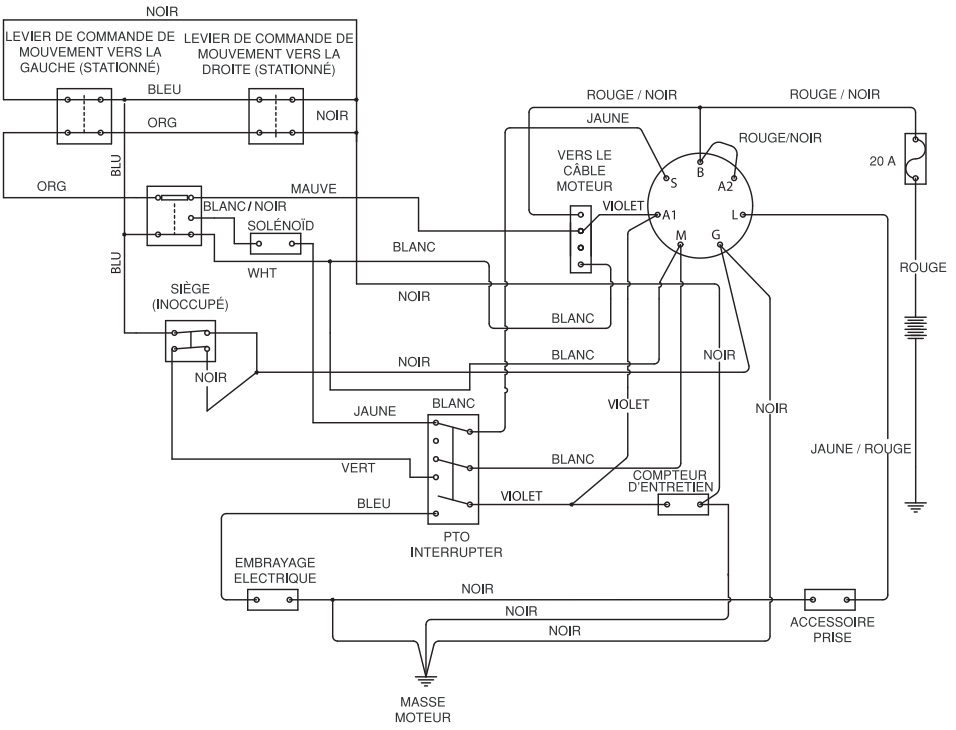 NOIR
LEVIER DE COMMANDE DE
MOUVEMENT VERS LA
GAUCHE (STATIONNÉ)
LEVIER DE COMMANDE DE
MOUVEMENT VERS LA
DROITE (STATIONNÉ)
BLEU
NOIR
ORG
BLU
ORG
MAUVE
BLANC/NOIR
SOLÉNOÏD
BLANC
WHT
BLU
NOIR
SIÈGE
(INOCCUPÉ)
NOIR
NOIR
ROUGE / NOIR
ROUGE / NOIR
JAUNE
ROUGE/NOIR
VERS LE
CÂBLE
MOTEUR
20 A
S
B
A2
VIOLET
A1
L
M
G
ROUGE
BLANC
BLANC
NOIR
NOIR
VIOLET
JAUNE
BLANC
VERT
BLANC
JAUNE / ROUGE
COMPTEUR
D'ENTRETIEN
BLEU
VIOLET
PTO
INTERRUPTER
EMBRAYAGE
ELECTRIQUE
NOIR
NOIR
NOIR
ACCESSOIRE
PRISE
MASSE
MOTEUR